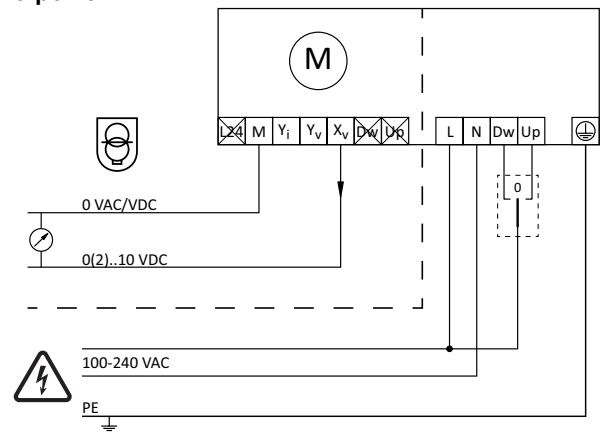 M
L24 M Yi Yv Xv Dw Up L N Dw Up
0
0 VAC/VDC
0(2)..10 VDC
100-240 VAC
PE